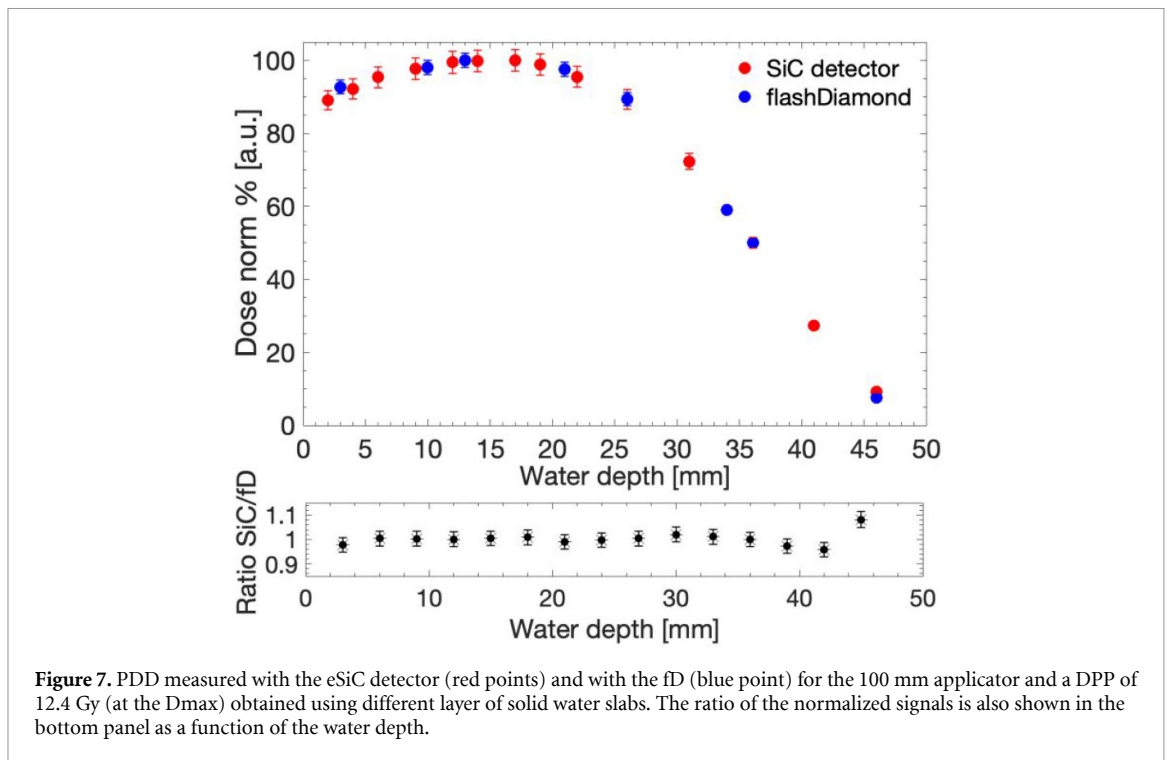 100
80
60
40
20
0
Dose norm % [a.u.]
SiC detector
flashDiamond
0 5 10 15 20 25 30 35 40 45 50
Water depth [mm]
1.1
1
0.9
Ratio SiC/fD
0 10 20 30 40 50
Water depth [mm]
Figure 7. PDD measured with the eSiC detector (red points) and with the fD (blue point) for the 100 mm applicator and a DPP of
12.4 Gy (at the Dmax) obtained using different layer of solid water slabs. The ratio of the normalized signals is also shown in the
bottom panel as a function of the water depth.